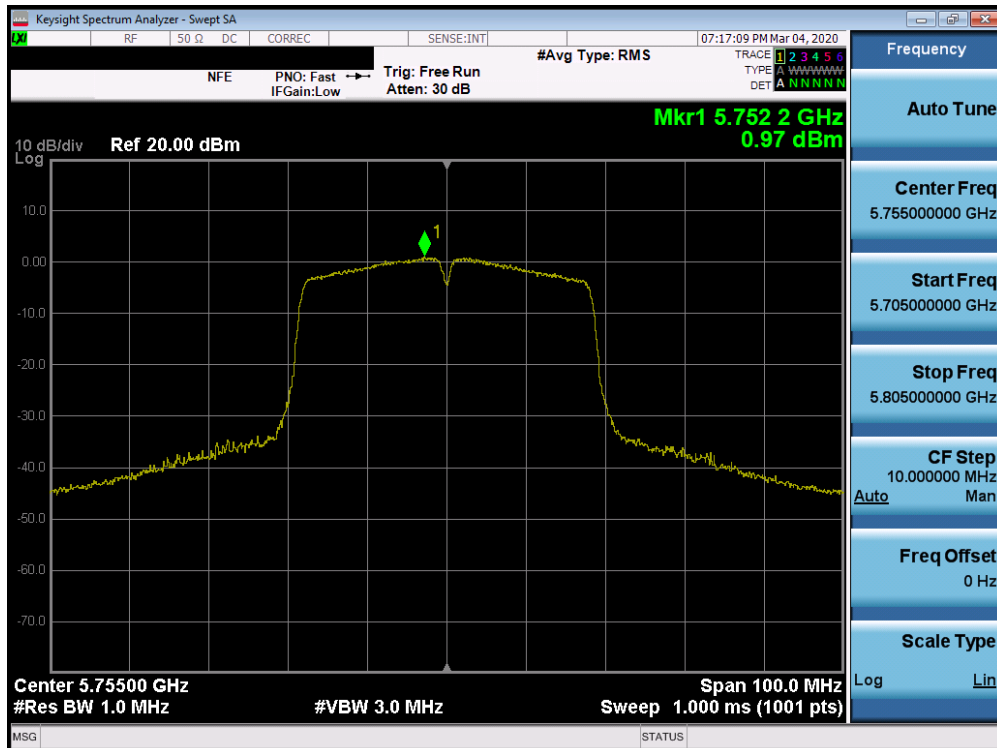 Keysight Spectrum Analyzer - Swept SA
LXI RF 50 Ω DC CORREC SENSE:INT 07:17:09 PM Mar 04, 2020
NFE PNO: Fast Trig: Free Run #Avg Type: RMS TRACE 1 2 3 4 5 6
IFGain:Low Atten: 30 dB TYPE A WWWWW
DET A N N N N N
Mkr1 5.752 2 GHz
0.97 dBm
10 dB/div Ref 20.00 dBm
Log
10.0
0.00
-10.0
-20.0
-30.0
-40.0
-50.0
-60.0
-70.0
1
Center 5.75500 GHz Span 100.0 MHz
#Res BW 1.0 MHz #VBW 3.0 MHz Sweep 1.000 ms (1001 pts)
MSG STATUS
Frequency
Auto Tune
Center Freq
5.755000000 GHz
Start Freq
5.705000000 GHz
Stop Freq
5.805000000 GHz
CF Step
10.000000 MHz
Auto Man
Freq Offset
0 Hz
Scale Type
Log Lin